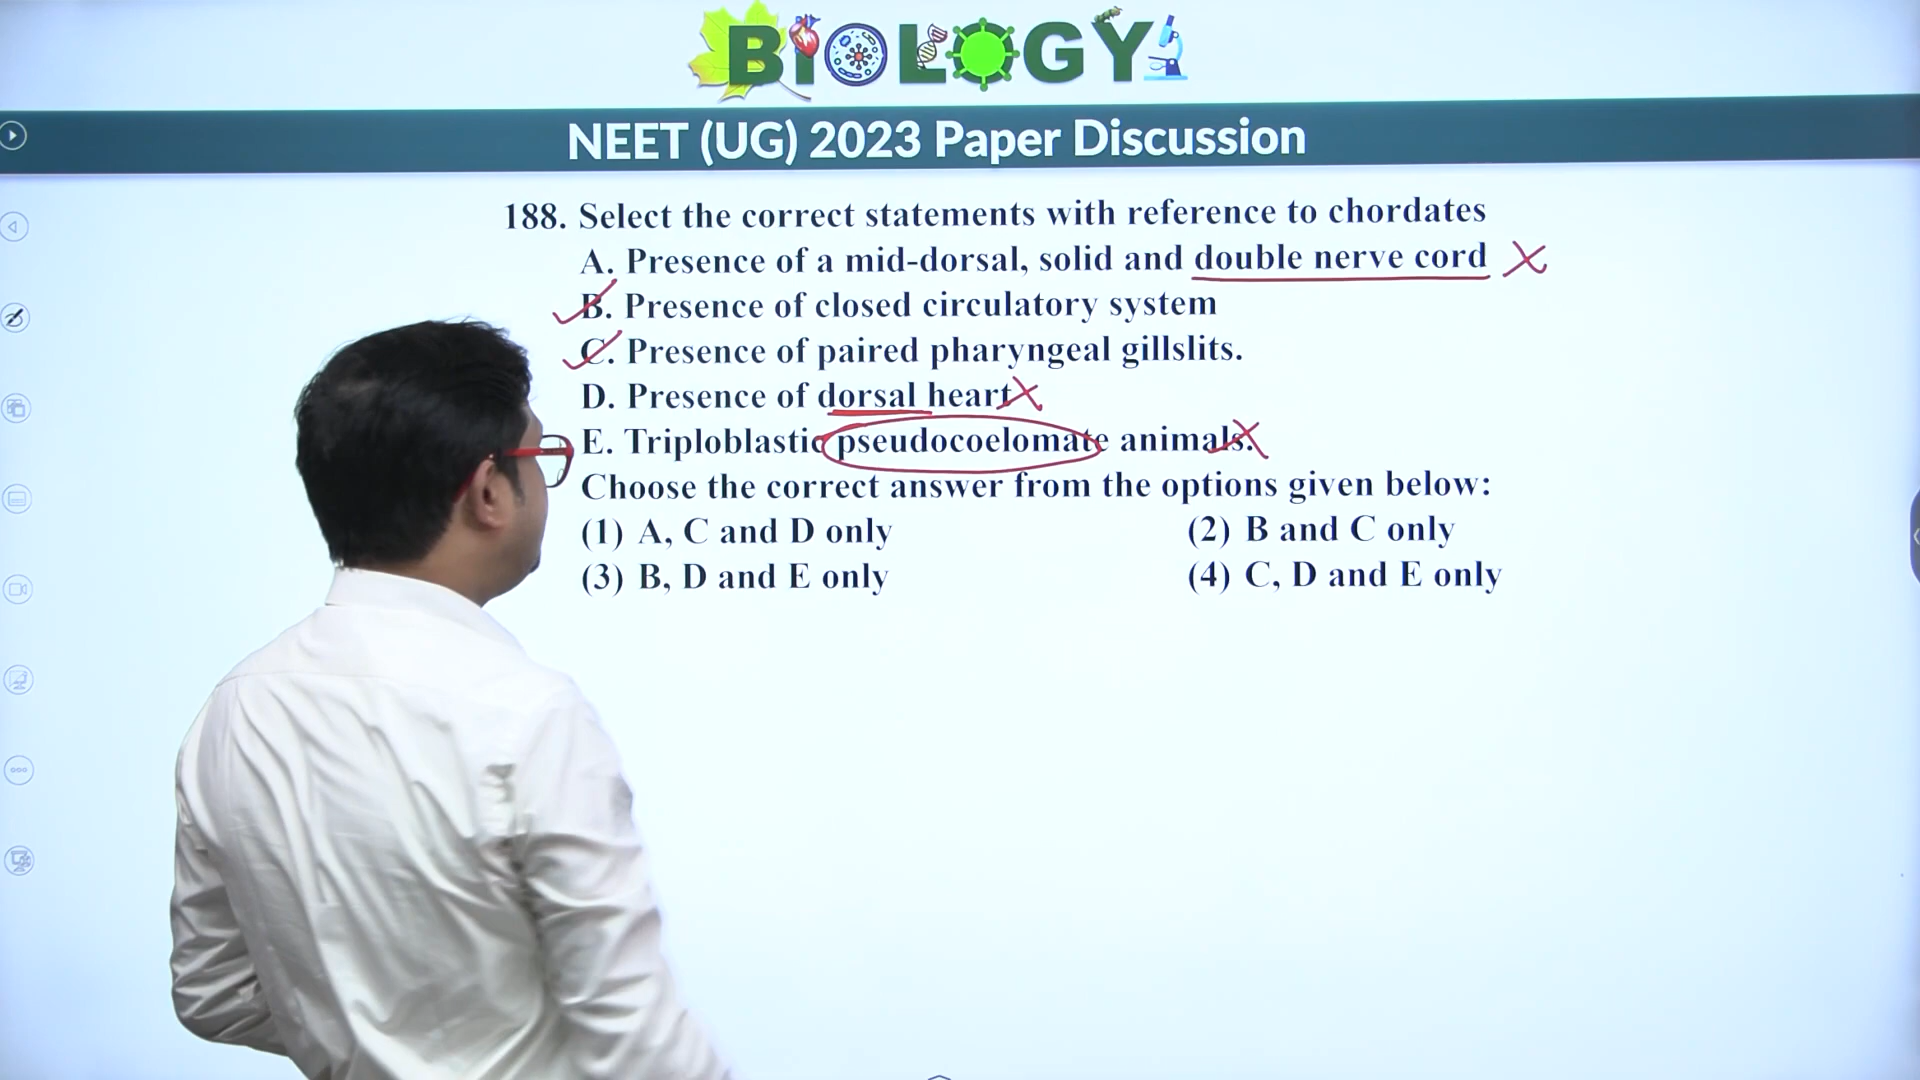 BIOLOGY
NEET (UG) 2023 Paper Discussion
188. Select the correct statements with reference to chordates
A. Presence of a mid-dorsal, solid and double nerve cord
B. Presence of closed circulatory system
C. Presence of paired pharyngeal gillslits.
D. Presence of dorsal heart
E. Triploblastic pseudocoelomate animals.
Choose the correct answer from the options given below:
(1) A, C and D only (2) B and C only
(3) B, D and E only (4) C, D and E only